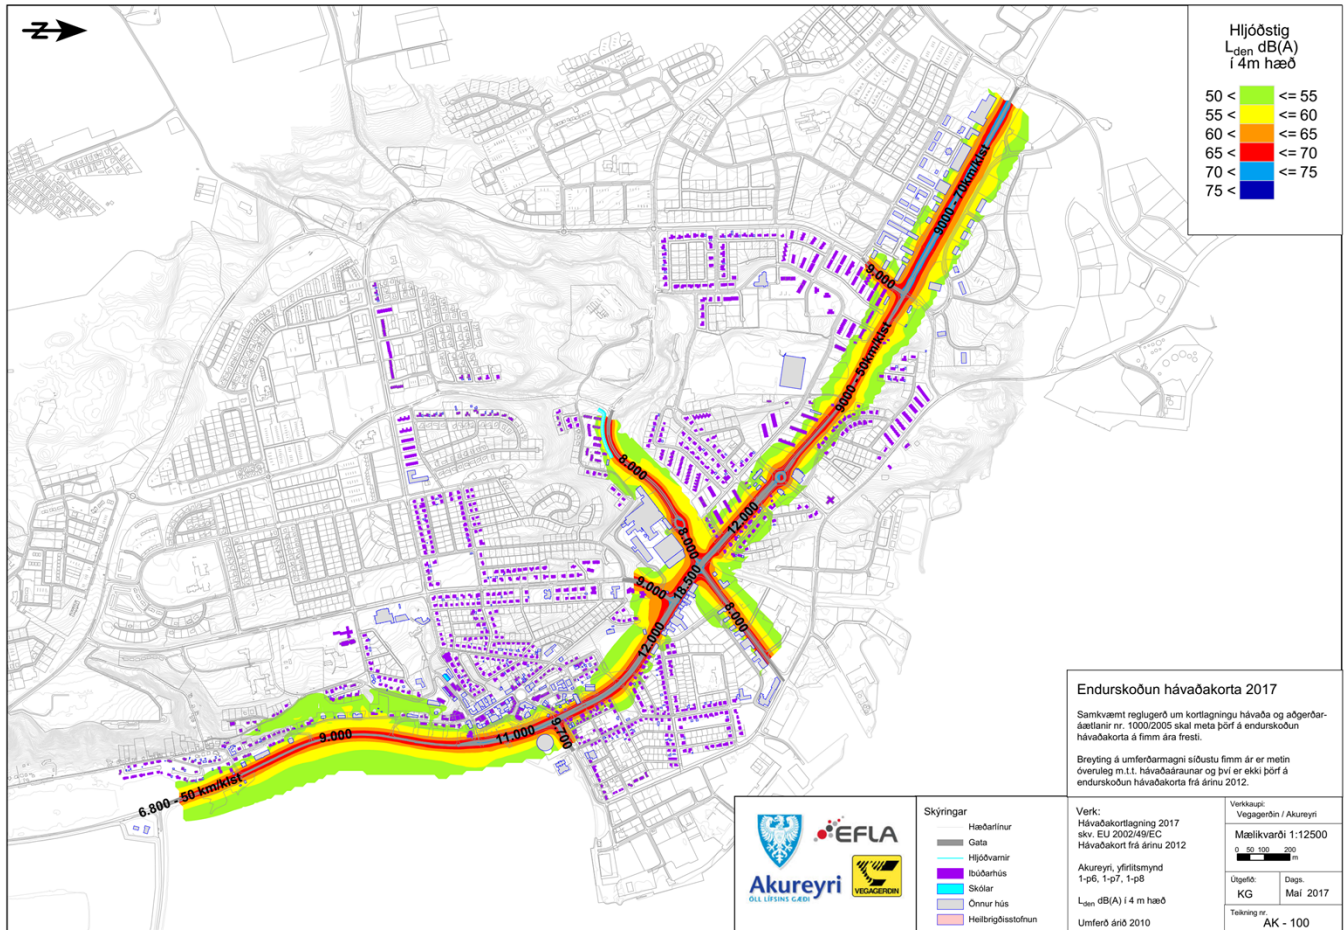 Z
Hljóðstig
Lden dB(A)
í 4m hæð
50 < <= 55
55 < <= 60
60 < <= 65
65 < <= 70
70 < <= 75
75 <
9000 - 70km/klst
9.000
9000 - 50km/klst
8.000
12.000
8.000
9.000
18.500
8.000
12.000
9.700
11.000
9.000
6.800 - 50 km/klst
Endurskoðun hávaðakorta 2017
Samkvæmt reglugerð um kortlagningu hávaða og aðgerðar-
áætlanir nr. 1000/2005 skal meta þörf á endurskoðun
hávaðakorta á fimm ára fresti.
Breyting á umferðarmagni síðustu fimm ár er metin
óveruleg m.t.t. hávaðaáraunar og því er ekki þörf á
endurskoðun hávaðakorta frá árinu 2012.
EFLA
Akureyri
ÖLL LÍFSINS GÆÐI
VEGAGERÐIN
Skýringar
Hæðarlínur
Gata
Hljóðvarnir
Íbúðarhús
Skólar
Önnur hús
Heilbrigðisstofnun
Verk:
Hávaðakortlagning 2017
skv. EU 2002/49/EC
Hávaðakort frá árinu 2012
Akureyri, yfirlitsmynd
1-p6, 1-p7, 1-p8
Lden dB(A) í 4 m hæð
Umferð árið 2010
Verkkaupi:
Vegagerðin / Akureyri
Mælikvarði 1:12500
0 50 100 200
m
Útgefið:
KG
Dags.
Maí 2017
Teikning nr.
AK - 100